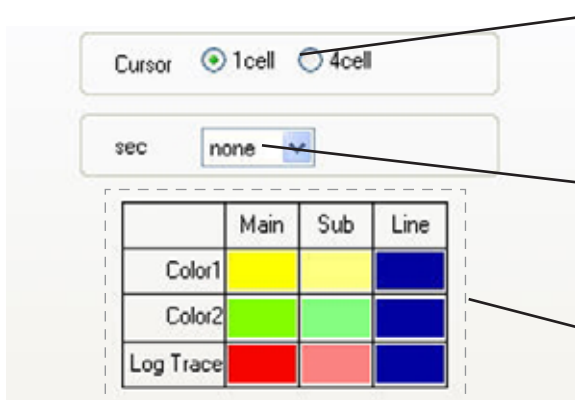 Cursor 1cell 4cell
sec none
Main Sub Line
Color1
Color2
Log Trace